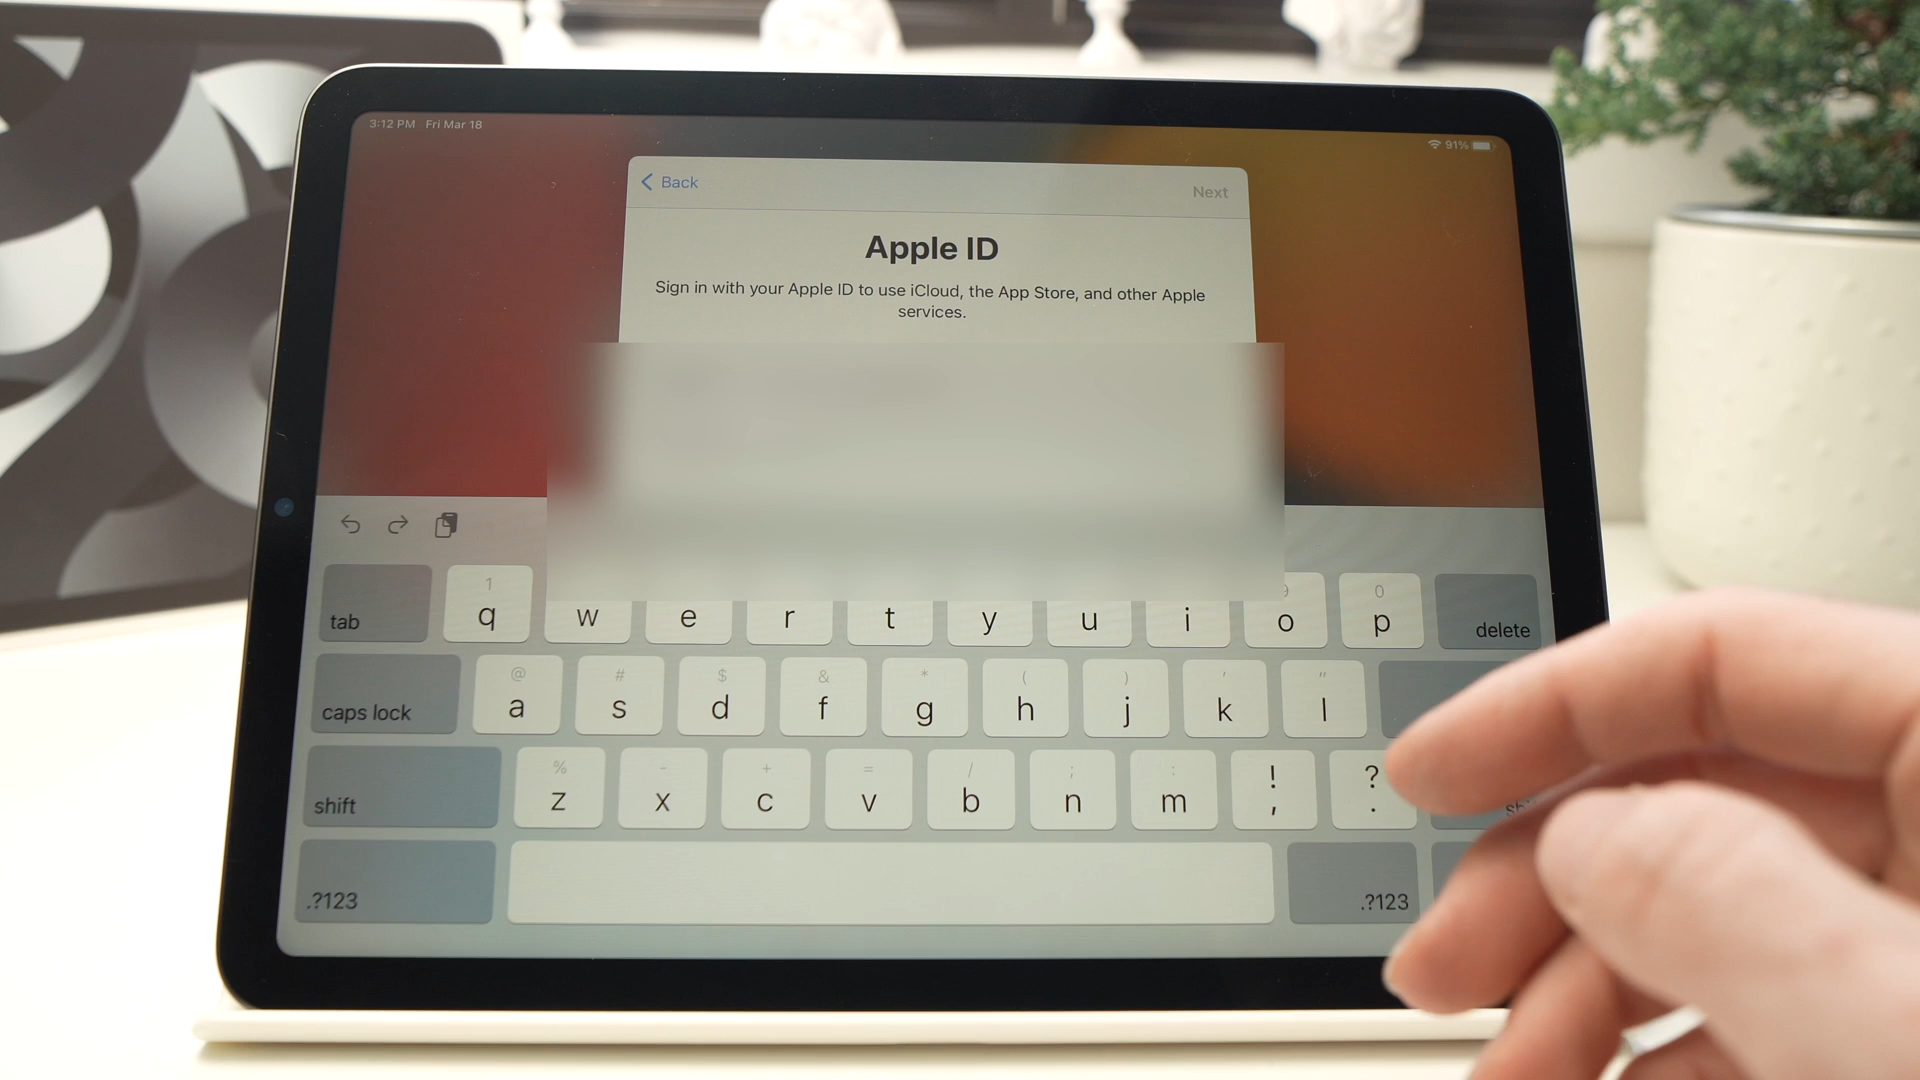 3:12 PM Fri Mar 18
91%
Back
Next
Apple ID
Sign in with your Apple ID to use iCloud, the App Store, and other Apple
services.
1 0
tab q w e r t y u i o p delete
@ # $ & * ( ) ' "
caps lock a s d f g h j k l
% - + = / ; : ! ?
shift z x c v b n m , .
.?123 .?123